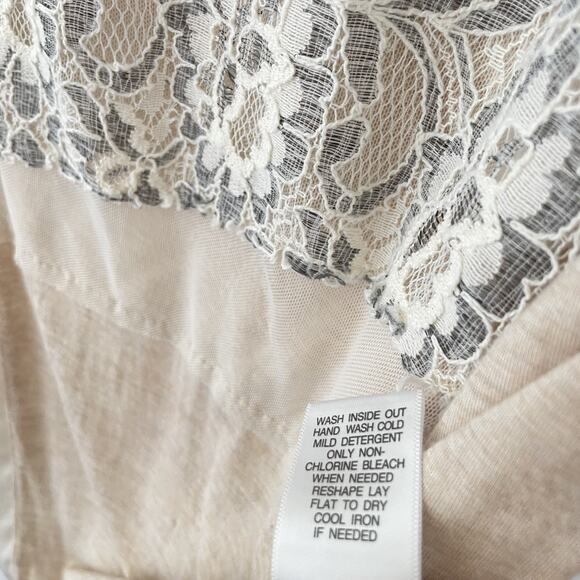 WASH INSIDE OUT
HAND WASH COLD
MILD DETERGENT
ONLY NON-
CHLORINE BLEACH
WHEN NEEDED
RESHAPE LAY
FLAT TO DRY
COOL IRON
IF NEEDED